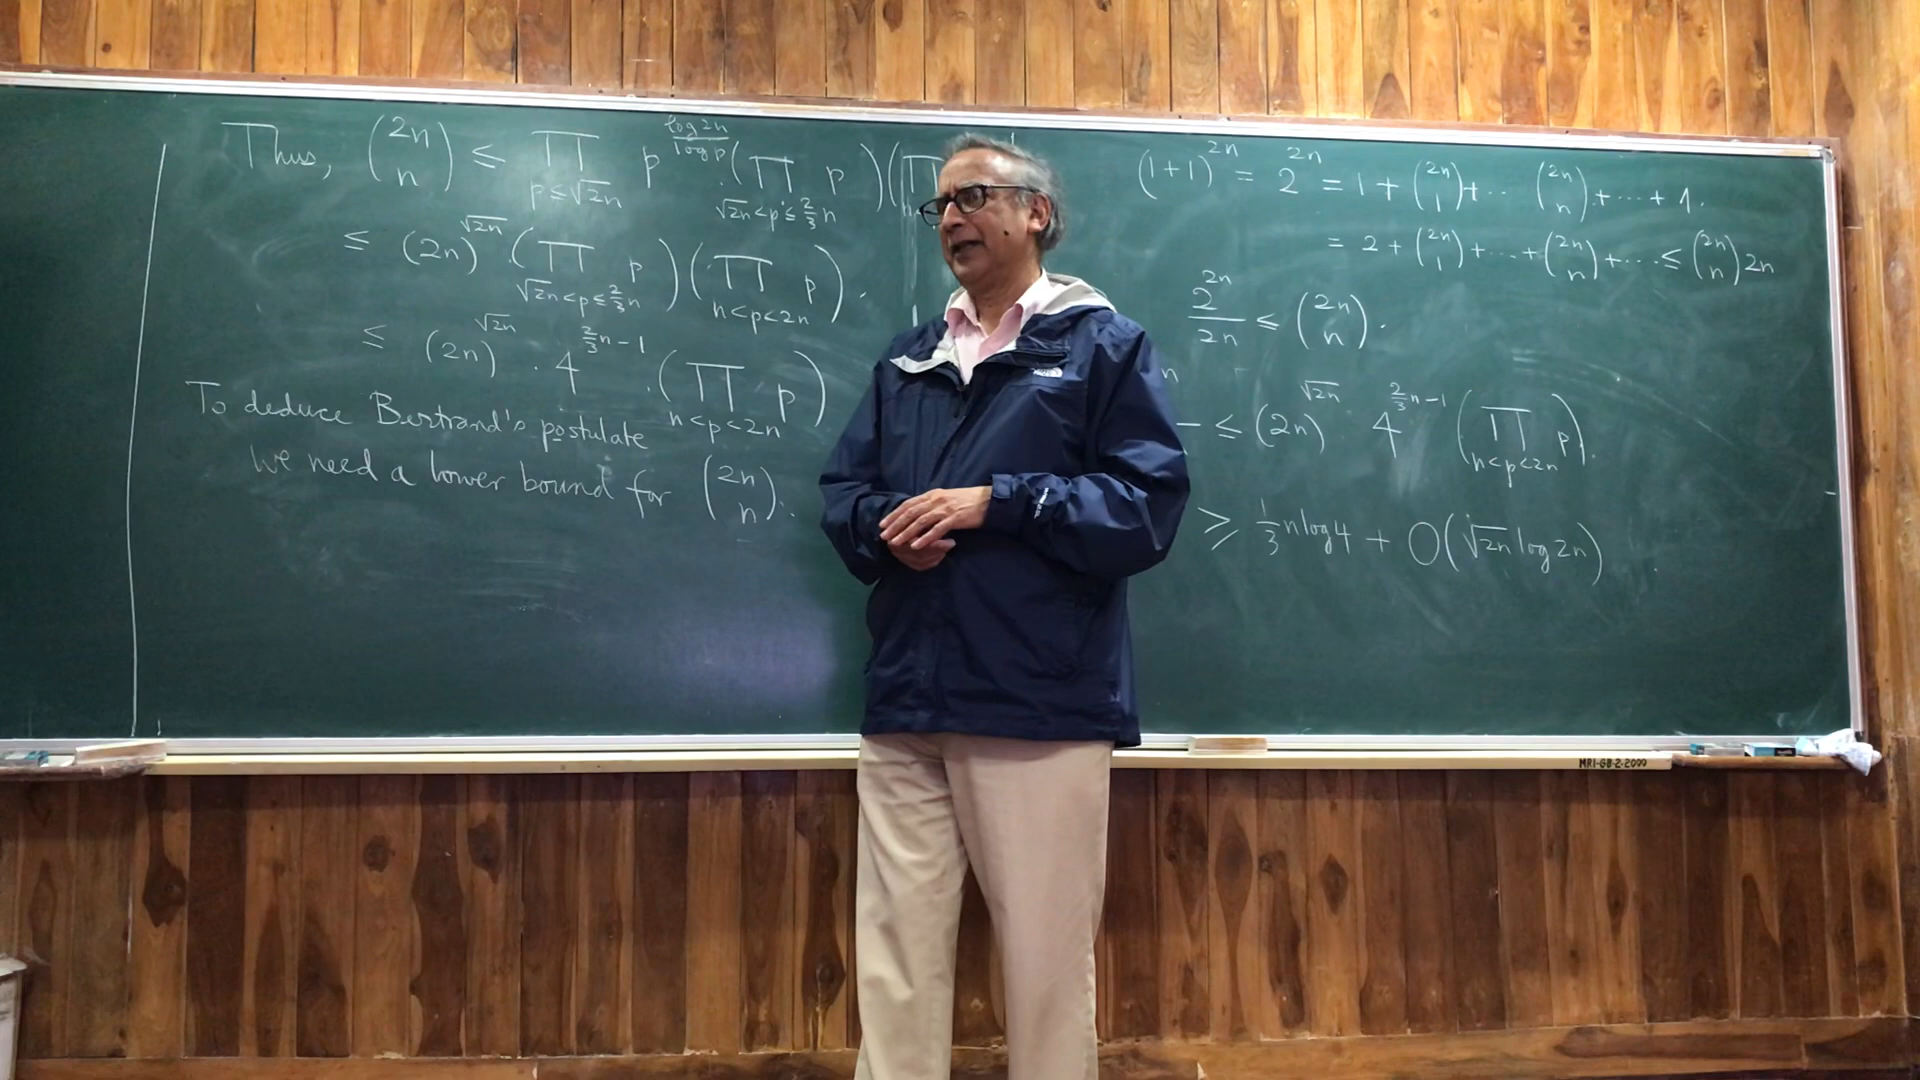 Thus, (2n n) ≤ ∏_{p≤√2n} p^{log2n/logp} · (∏_{√2n<p≤2/3n} p)(∏
≤ (2n)^{√2n} · (∏_{√2n<p≤2/3n} p)(∏_{n<p<2n} p).
≤ (2n)^{√2n} · 4^{2/3n-1} · (∏_{n<p<2n} p)
To deduce Bertrand's postulate
we need a lower bound for (2n n).
(1+1)^{2n} = 2^{2n} = 1 + (2n 1) + ·· (2n n) + ··· + 1.
= 2 + (2n 1) + ··· + (2n n) + ··· ≤ (2n n) 2n
2^{2n}/2n ≤ (2n n).
≤ (2n)^{√2n} 4^{2/3n-1} (∏_{n<p<2n} p).
≥ 1/3 n log 4 + O(√2n log 2n)
MRI-GB-2-2000